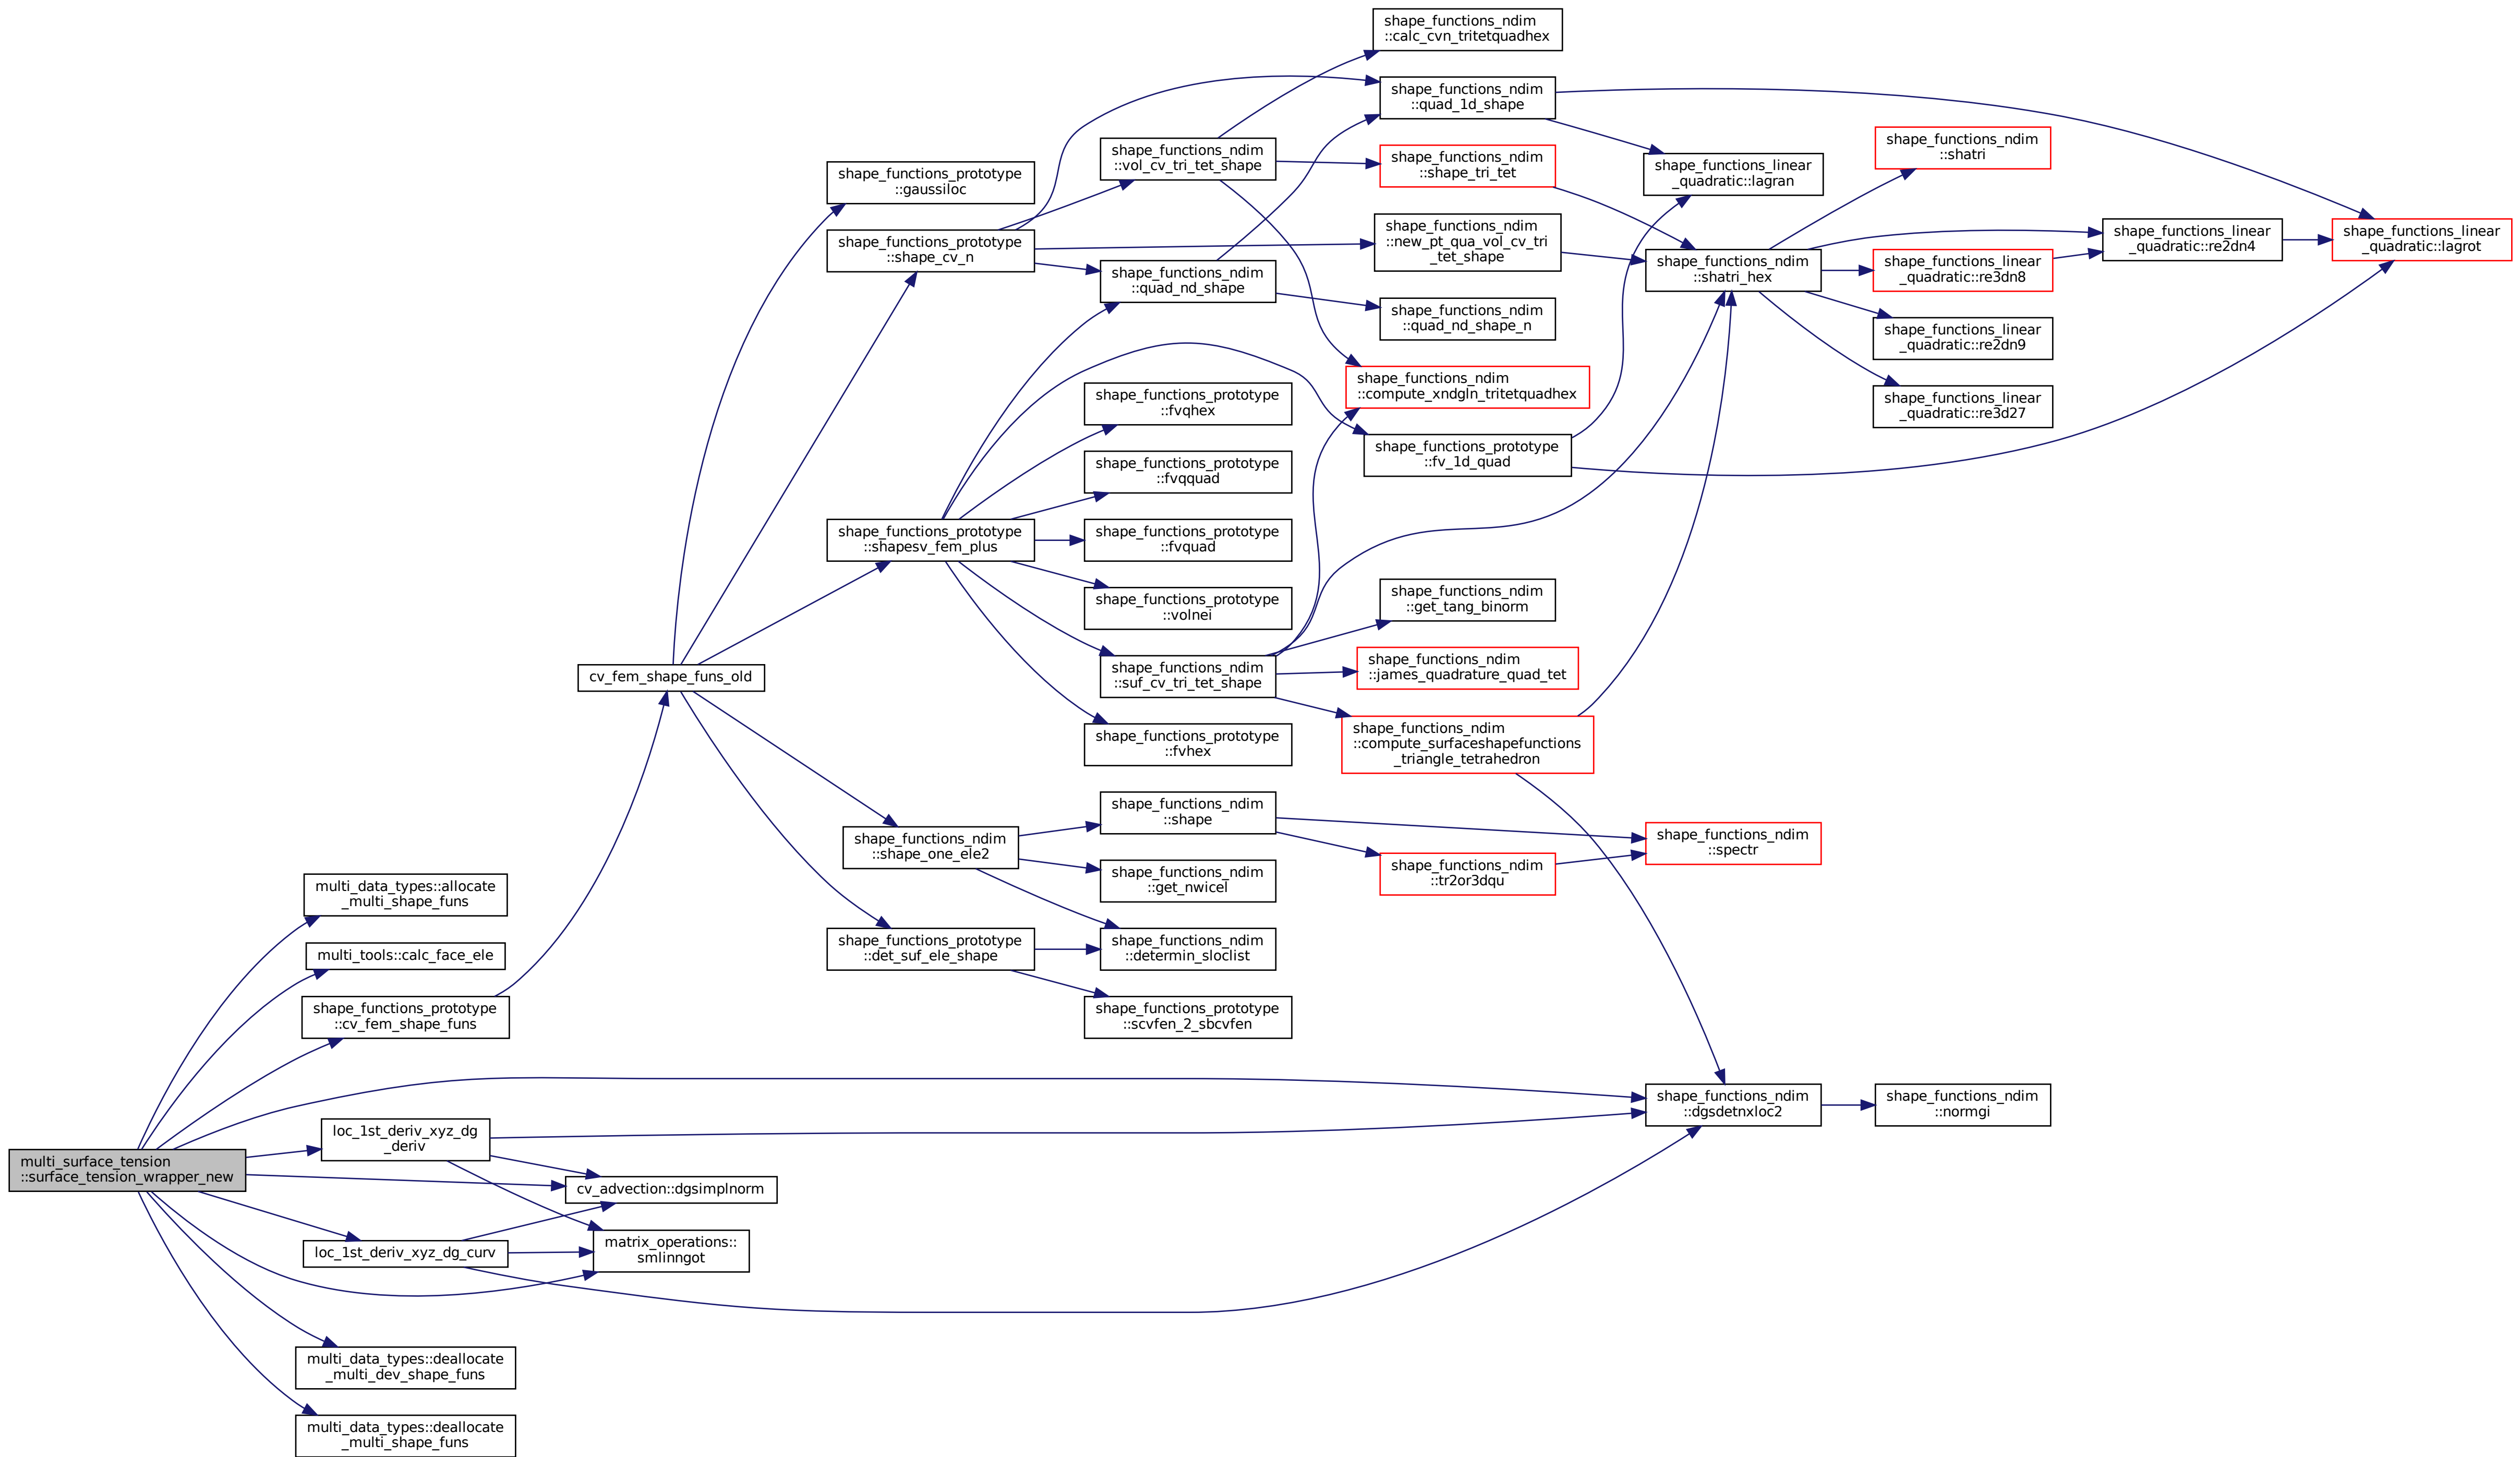 shape_functions_ndim
::calc_cvn_tritetquadhex
shape_functions_ndim
::quad_1d_shape
shape_functions_ndim
::shatri
shape_functions_ndim
::vol_cv_tri_tet_shape
shape_functions_ndim
::shape_tri_tet
shape_functions_linear
_quadratic::lagran
shape_functions_prototype
::gaussiloc
shape_functions_prototype
::shape_cv_n
shape_functions_ndim
::new_pt_qua_vol_cv_tri
_tet_shape
shape_functions_linear
_quadratic::re2dn4
shape_functions_linear
_quadratic::lagrot
shape_functions_ndim
::quad_nd_shape
shape_functions_ndim
::shatri_hex
shape_functions_linear
_quadratic::re3dn8
shape_functions_ndim
::quad_nd_shape_n
shape_functions_linear
_quadratic::re2dn9
shape_functions_ndim
::compute_xndgln_tritetquadhex
shape_functions_prototype
::fvqhex
shape_functions_linear
_quadratic::re3d27
shape_functions_prototype
::fv_1d_quad
shape_functions_prototype
::fvqquad
shape_functions_prototype
::shapesv_fem_plus
shape_functions_prototype
::fvquad
shape_functions_prototype
::volnei
shape_functions_ndim
::get_tang_binorm
cv_fem_shape_funs_old
shape_functions_ndim
::suf_cv_tri_tet_shape
shape_functions_ndim
::james_quadrature_quad_tet
shape_functions_prototype
::fvhex
shape_functions_ndim
::compute_surfaceshapefunctions
_triangle_tetrahedron
shape_functions_ndim
::shape
shape_functions_ndim
::shape_one_ele2
shape_functions_ndim
::spectr
shape_functions_ndim
::get_nwicel
shape_functions_ndim
::tr2or3dqu
multi_data_types::allocate
_multi_shape_funs
multi_tools::calc_face_ele
shape_functions_prototype
::det_suf_ele_shape
shape_functions_ndim
::determin_sloclist
shape_functions_prototype
::cv_fem_shape_funs
shape_functions_prototype
::scvfen_2_sbcvfen
shape_functions_ndim
::dgsdetnxloc2
shape_functions_ndim
::normgi
loc_1st_deriv_xyz_dg
_deriv
multi_surface_tension
::surface_tension_wrapper_new
cv_advection::dgsimplnorm
loc_1st_deriv_xyz_dg_curv
matrix_operations::
smlinngot
multi_data_types::deallocate
_multi_dev_shape_funs
multi_data_types::deallocate
_multi_shape_funs